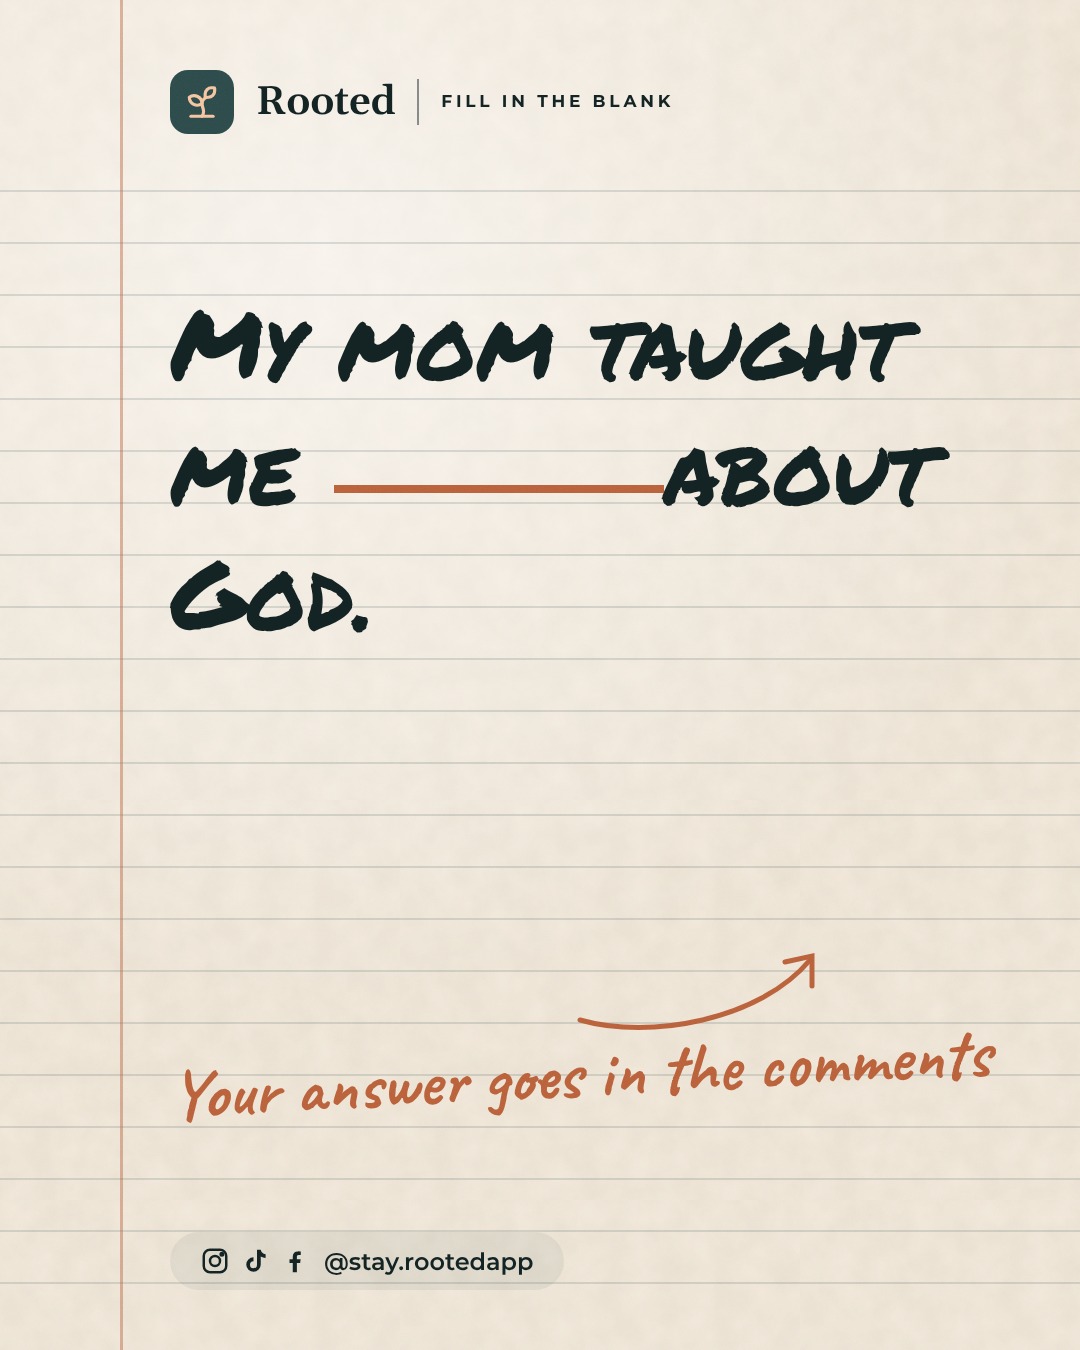 Rooted | FILL IN THE BLANK
My mom taught
me ______ about
God.
Your answer goes in the comments
@stay.rootedapp